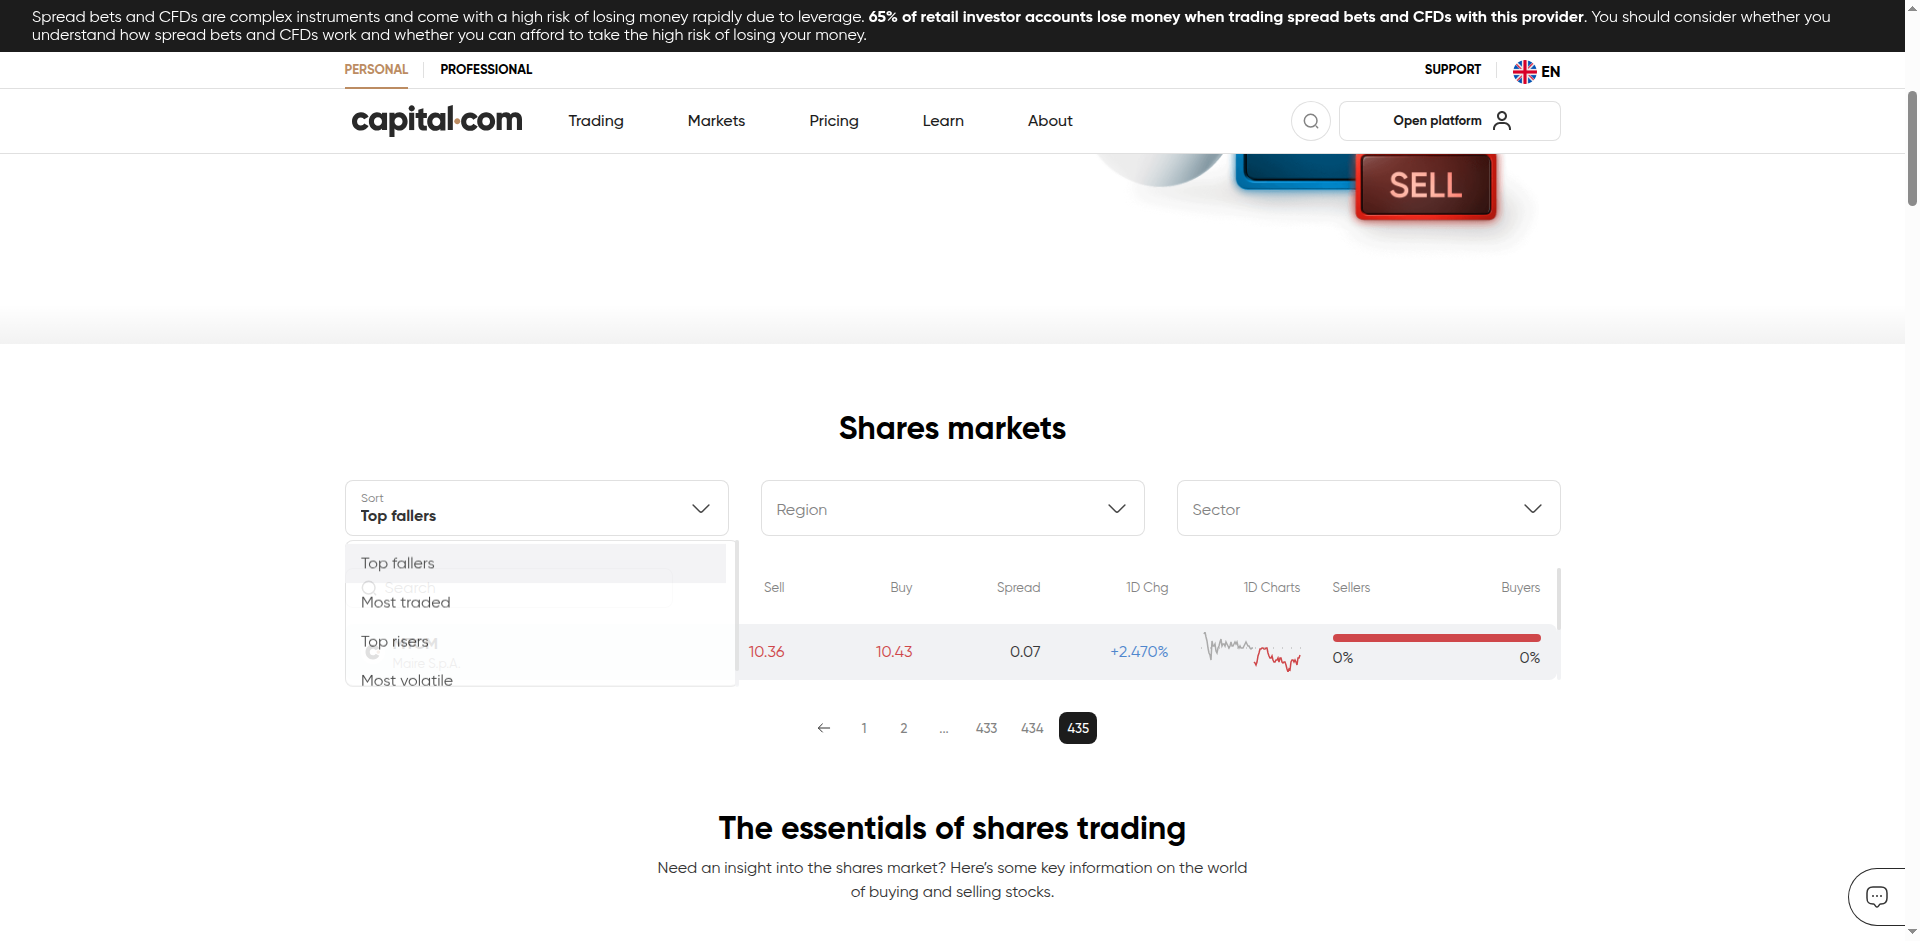 Spread bets and CFDs are complex instruments and come with a high risk of losing money rapidly due to leverage. 65% of retail investor accounts lose money when trading spread bets and CFDs with this provider. You should consider whether you
understand how spread bets and CFDs work and whether you can afford to take the high risk of losing your money.
PERSONAL PROFESSIONAL SUPPORT EN
capital.com Trading Markets Pricing Learn About Open platform
SELL
Shares markets
Sort
Top fallers
Region
Sector
Top fallers
Search
Most traded
Top risers
Maire S.p.A.
Most volatile
Sell Buy Spread 1D Chg 1D Charts Sellers Buyers
10.36 10.43 0.07 +2.470% 0% 0%
1 2 ... 433 434 435
The essentials of shares trading
Need an insight into the shares market? Here's some key information on the world
of buying and selling stocks.